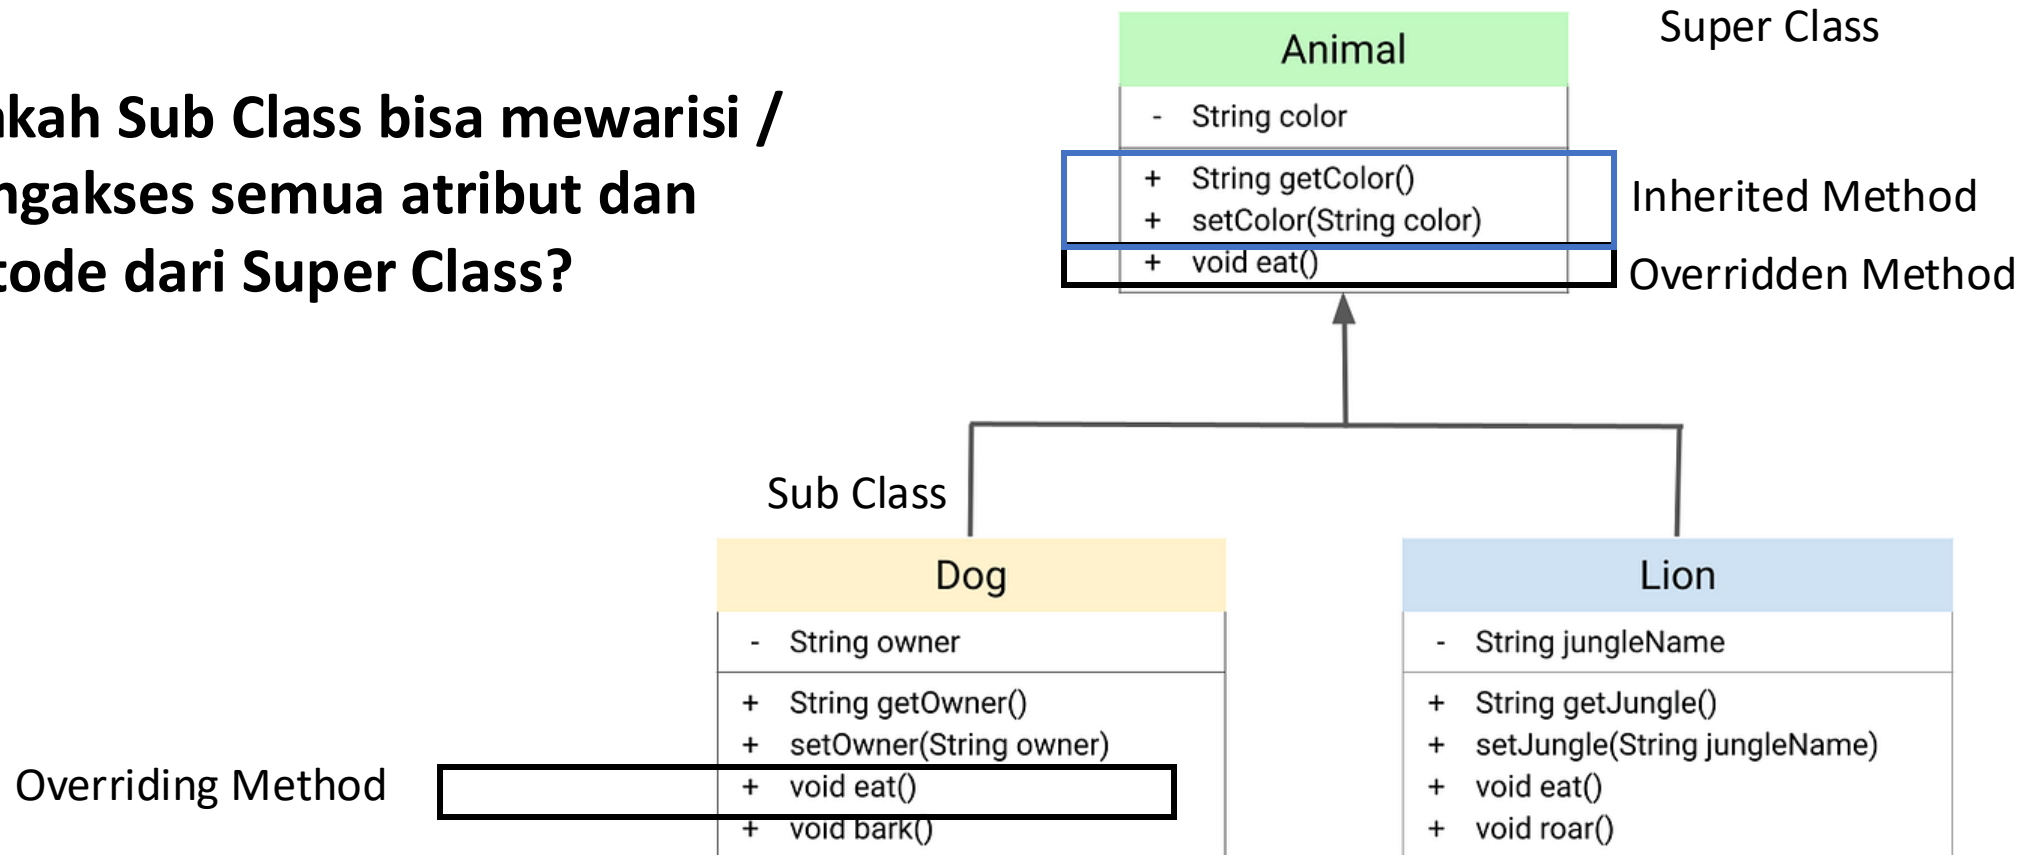 Super Class
Animal
akah Sub Class bisa mewarisi /
ngakses semua atribut dan
tode dari Super Class?
- String color
+ String getColor()
+ setColor(String color)
Inherited Method
+ void eat()
Overridden Method
Sub Class
Dog
- String owner
+ String getOwner()
+ setOwner(String owner)
+ void eat()
+ void bark()
Overriding Method
Lion
- String jungleName
+ String getJungle()
+ setJungle(String jungleName)
+ void eat()
+ void roar()